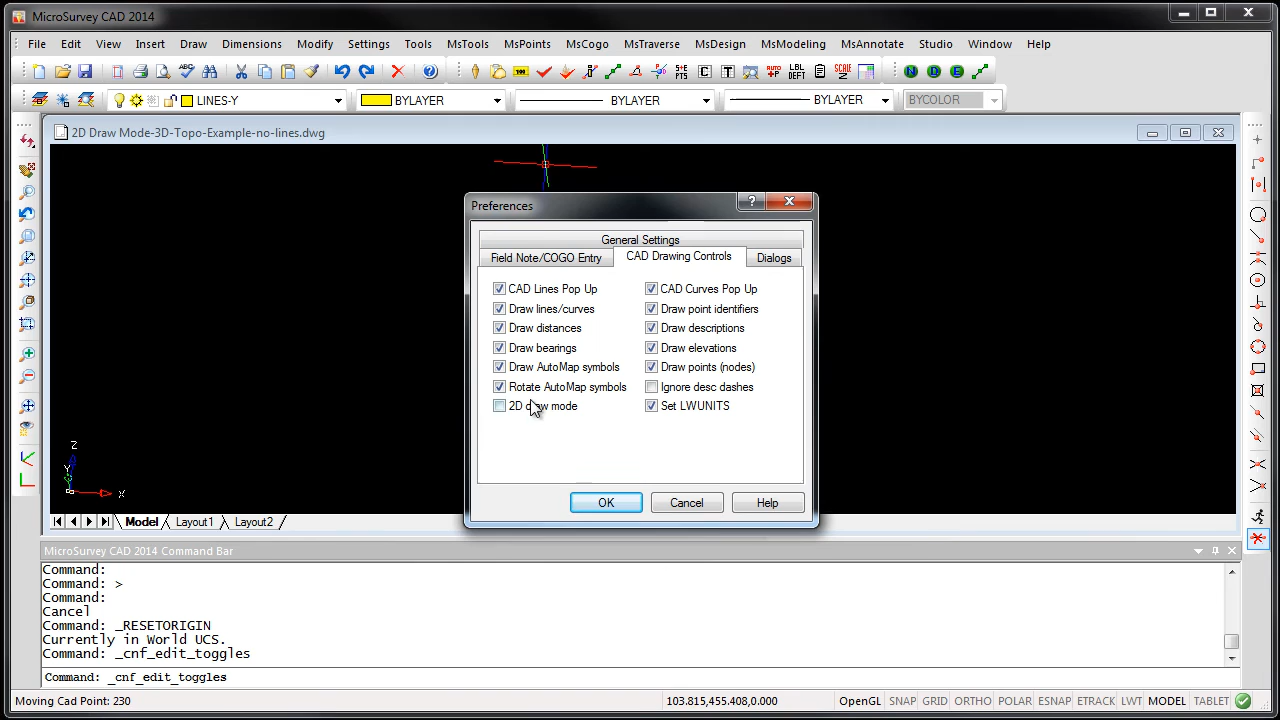 MicroSurvey CAD 2014
File Edit View Insert Draw Dimensions Modify Settings Tools MsTools MsPoints MsCogo MsTraverse MsDesign MsModeling MsAnnotate Studio Window Help
LINES-Y BYLAYER BYLAYER BYLAYER BYCOLOR
2D Draw Mode-3D-Topo-Example-no-lines.dwg
Preferences
General Settings
Field Note/COGO Entry CAD Drawing Controls Dialogs
CAD Lines Pop Up CAD Curves Pop Up
Draw lines/curves Draw point identifiers
Draw distances Draw descriptions
Draw bearings Draw elevations
Draw AutoMap symbols Draw points (nodes)
Rotate AutoMap symbols Ignore desc dashes
2D draw mode Set LWUNITS
OK Cancel Help
Z
Y
X
Model Layout1 Layout2
MicroSurvey CAD 2014 Command Bar
Command:
Command: >
Command:
Cancel
Command: _RESETORIGIN
Currently in World UCS.
Command: _cnf_edit_toggles
Command: _cnf_edit_toggles
Moving Cad Point: 230 103.815,455.408,0.000 OpenGL SNAP GRID ORTHO POLAR ESNAP ETRACK LWT MODEL TABLET